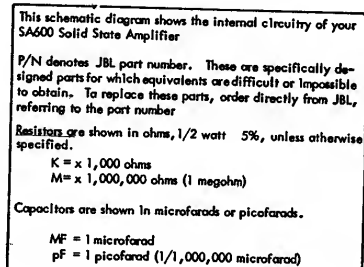 This schematic diagram shows the internal circuitry of your
SA600 Solid State Amplifier
P/N denotes JBL part number. These are specifically de-
signed parts for which equivalents are difficult or impossible
to obtain. Ta replace these parts, order directly from JBL,
referring to the part number
Resistors are shown in ohms, 1/2 watt 5%, unless otherwise
specified.
K = x 1,000 ohms
M= x 1,000,000 ohms (1 megohm)
Capacitors are shown in microfarads or picofarads.
MF = 1 microfarad
pF = 1 picofarad (1/1,000,000 microfarad)